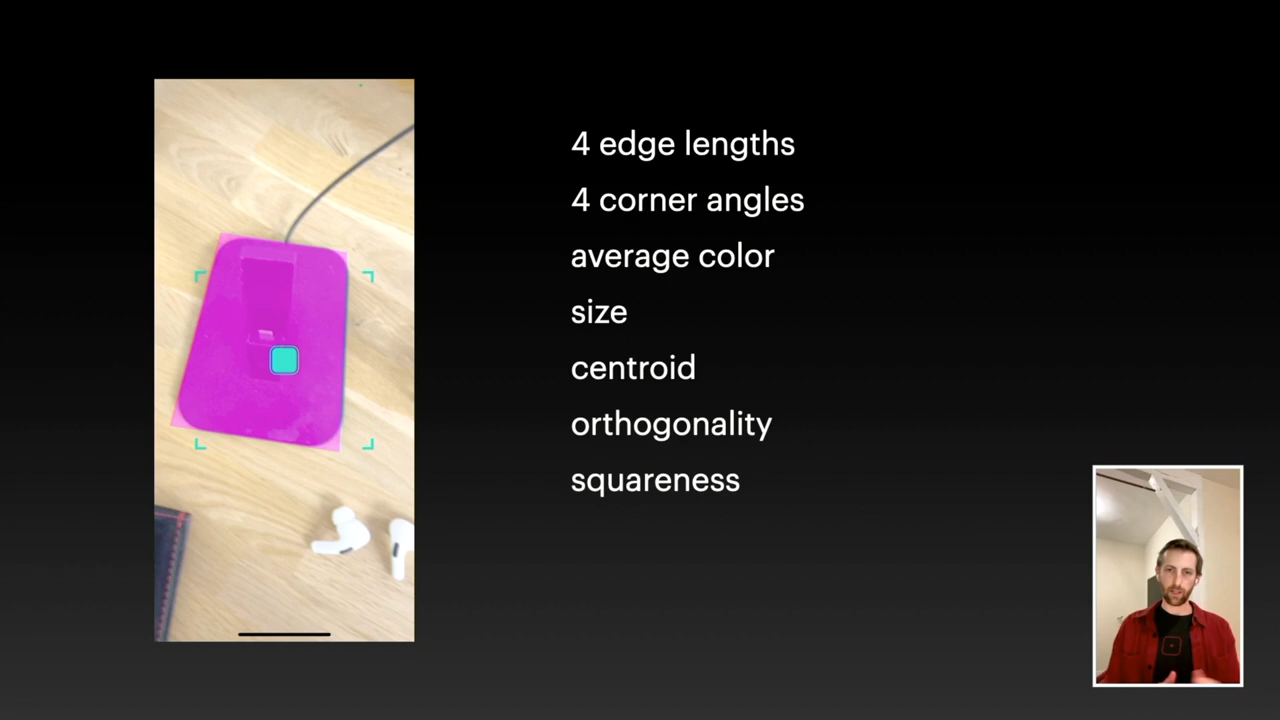 4 edge lengths
4 corner angles
average color
size
centroid
orthogonality
squareness